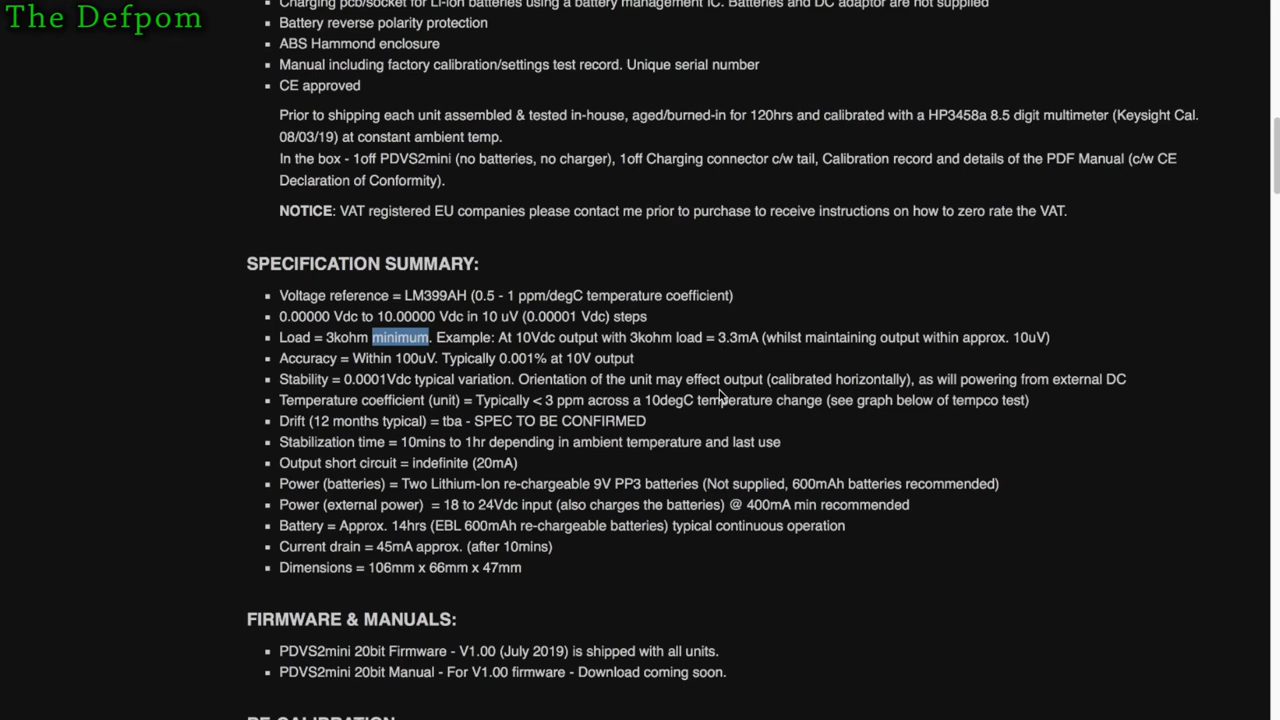 The Defpom
Charging pcb/socket for Li-Ion batteries using a battery management IC. Batteries and DC adaptor are not supplied
Battery reverse polarity protection
ABS Hammond enclosure
Manual including factory calibration/settings test record. Unique serial number
CE approved
Prior to shipping each unit assembled & tested in-house, aged/burned-in for 120hrs and calibrated with a HP3458a 8.5 digit multimeter (Keysight Cal.
08/03/19) at constant ambient temp.
In the box - 1off PDVS2mini (no batteries, no charger), 1off Charging connector c/w tail, Calibration record and details of the PDF Manual (c/w CE
Declaration of Conformity).
NOTICE: VAT registered EU companies please contact me prior to purchase to receive instructions on how to zero rate the VAT.
SPECIFICATION SUMMARY:
Voltage reference = LM399AH (0.5 - 1 ppm/degC temperature coefficient)
0.00000 Vdc to 10.00000 Vdc in 10 uV (0.00001 Vdc) steps
Load = 3kohm minimum. Example: At 10Vdc output with 3kohm load = 3.3mA (whilst maintaining output within approx. 10uV)
Accuracy = Within 100uV. Typically 0.001% at 10V output
Stability = 0.0001Vdc typical variation. Orientation of the unit may effect output (calibrated horizontally), as will powering from external DC
Temperature coefficient (unit) = Typically < 3 ppm across a 10degC temperature change (see graph below of tempco test)
Drift (12 months typical) = tba - SPEC TO BE CONFIRMED
Stabilization time = 10mins to 1hr depending in ambient temperature and last use
Output short circuit = indefinite (20mA)
Power (batteries) = Two Lithium-Ion re-chargeable 9V PP3 batteries (Not supplied, 600mAh batteries recommended)
Power (external power)  = 18 to 24Vdc input (also charges the batteries) @ 400mA min recommended
Battery = Approx. 14hrs (EBL 600mAh re-chargeable batteries) typical continuous operation
Current drain = 45mA approx. (after 10mins)
Dimensions = 106mm x 66mm x 47mm
FIRMWARE & MANUALS:
PDVS2mini 20bit Firmware - V1.00 (July 2019) is shipped with all units.
PDVS2mini 20bit Manual - For V1.00 firmware - Download coming soon.
RE-CALIBRATION